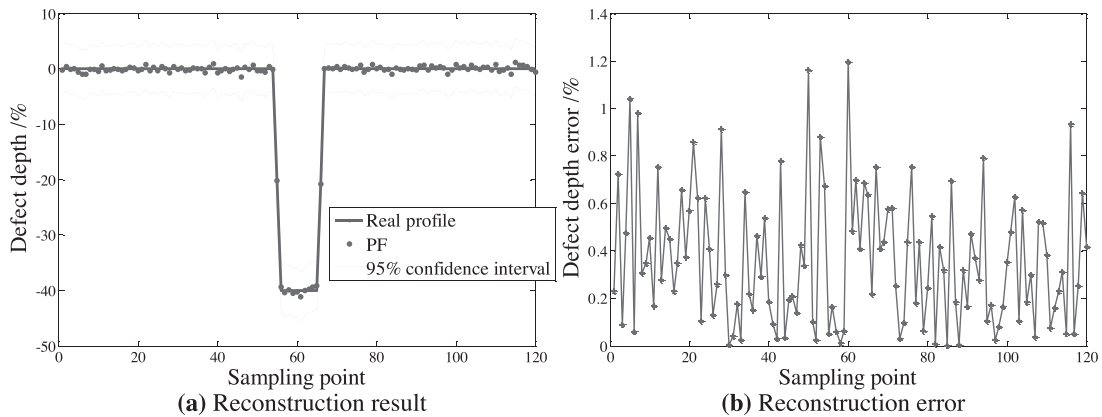 10
0
-10
-20
-30
-40
-50
0 20 40 60 80 100 120
Defect depth /%
Sampling point
Real profile
PF
95% confidence interval
(a) Reconstruction result
1.4
1.2
1
0.8
0.6
0.4
0.2
0
0 20 40 60 80 100 120
Defect depth error /%
Sampling point
(b) Reconstruction error